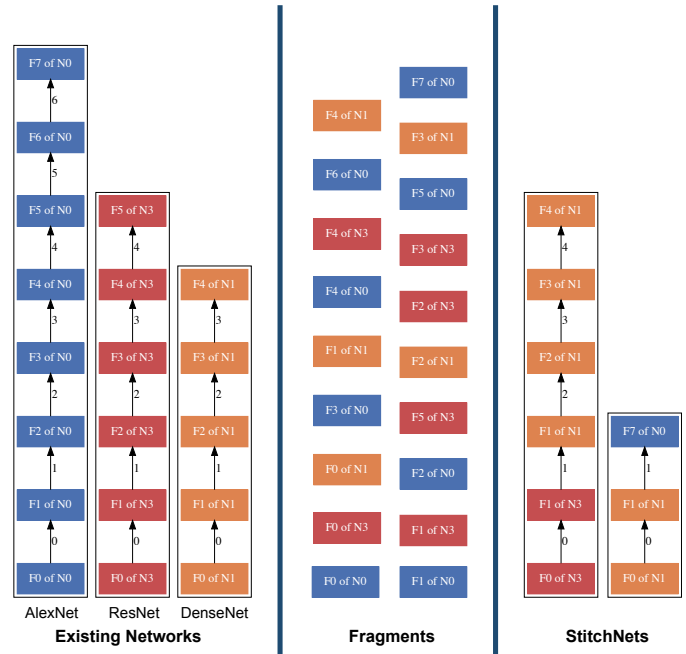 F7 of N0
6
F6 of N0
5
F5 of N0
4
F4 of N0
3
F3 of N0
2
F2 of N0
1
F1 of N0
0
F0 of N0
AlexNet
F5 of N3
4
F4 of N3
3
F3 of N3
2
F2 of N3
1
F1 of N3
0
F0 of N3
ResNet
F4 of N1
3
F3 of N1
2
F2 of N1
1
F1 of N1
0
F0 of N1
DenseNet
Existing Networks
F4 of N1
F6 of N0
F4 of N3
F4 of N0
F1 of N1
F3 of N0
F0 of N1
F0 of N3
F0 of N0
F7 of N0
F3 of N1
F5 of N0
F3 of N3
F2 of N3
F2 of N1
F5 of N3
F2 of N0
F1 of N3
F1 of N0
Fragments
F4 of N1
4
F3 of N1
3
F2 of N1
2
F1 of N1
1
F1 of N3
0
F0 of N3
F7 of N0
1
F1 of N1
0
F0 of N1
StitchNets